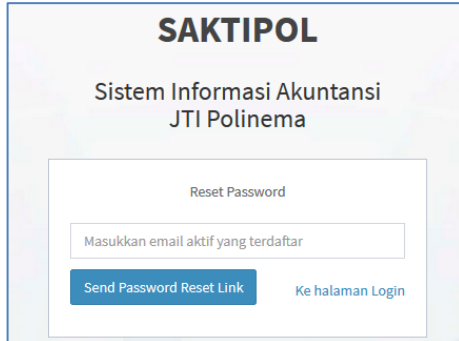 SAKTIPOL
Sistem Informasi Akuntansi
JTI Polinema
Reset Password
Masukkan email aktif yang terdaftar
Send Password Reset Link
Ke halaman Login